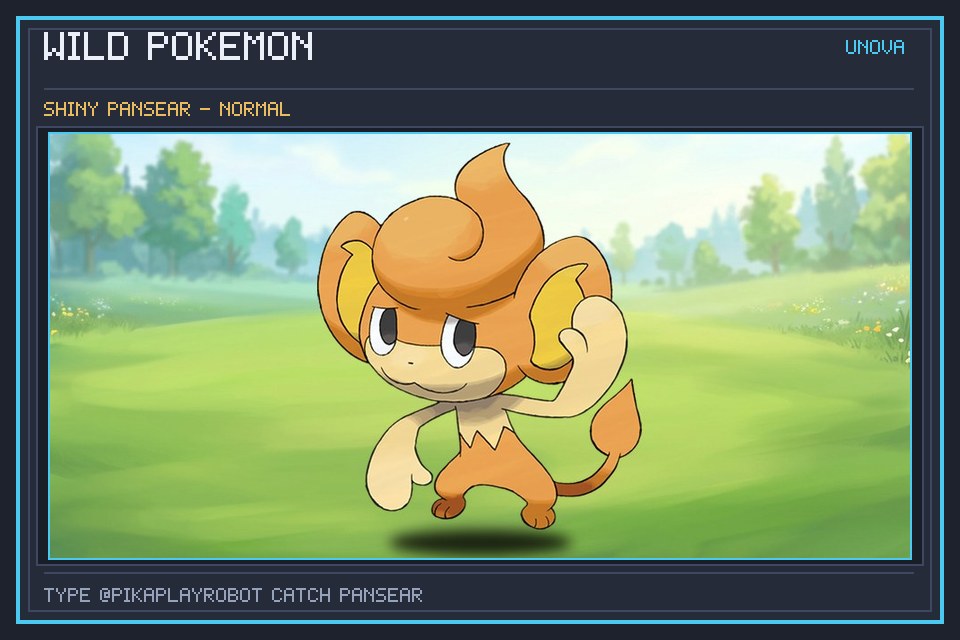 WILD POKEMON
UNOVA
SHINY PANSEAR - NORMAL
TYPE @PIKAPLAYROBOT CATCH PANSEAR